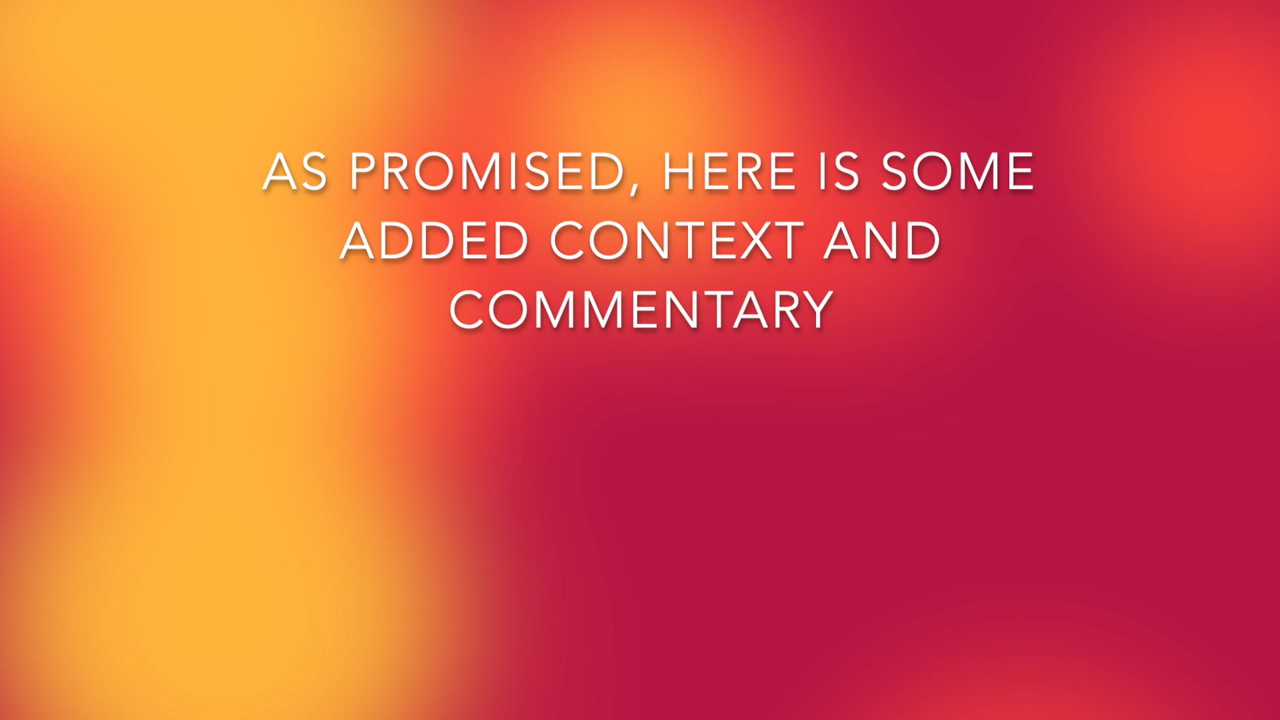 AS PROMISED, HERE IS SOME
ADDED CONTEXT AND
COMMENTARY